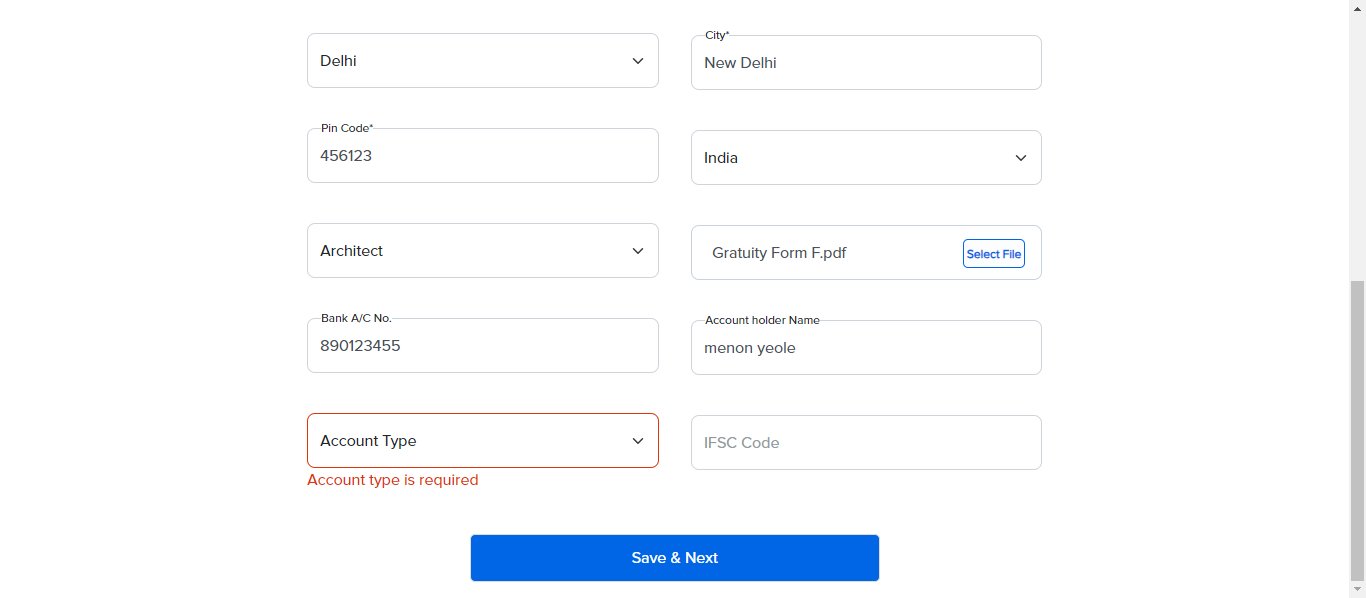 Delhi
City*
New Delhi
Pin Code*
456123
India
Architect
Gratuity Form F.pdf
Select File
Bank A/C No.
890123455
Account holder Name
menon yeole
Account Type
IFSC Code
Account type is required
Save & Next